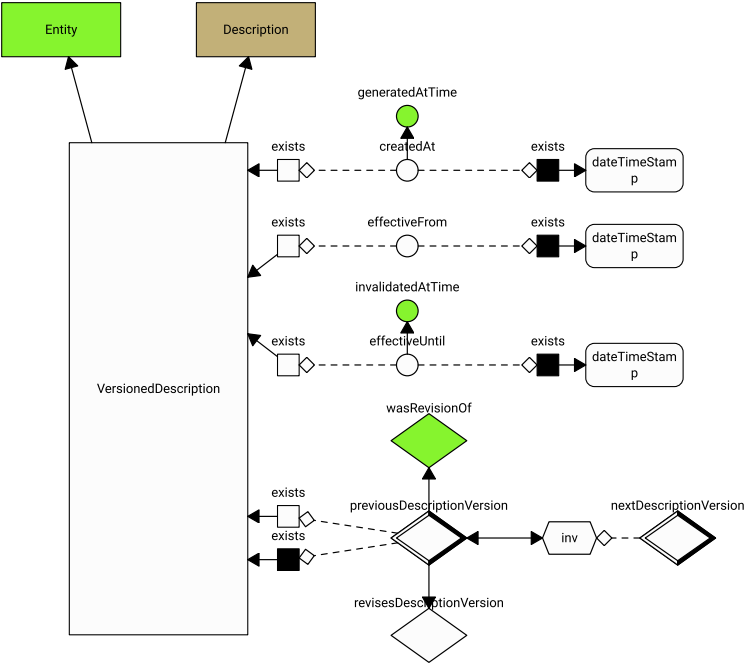 Entity
Description
generatedAtTime
exists
createdAt
exists
dateTimeStam
p
exists
effectiveFrom
exists
dateTimeStam
p
invalidatedAtTime
exists
effectiveUntil
exists
dateTimeStam
p
VersionedDescription
wasRevisionOf
exists
previousDescriptionVersion
nextDescriptionVersion
exists
inv
revisesDescriptionVersion